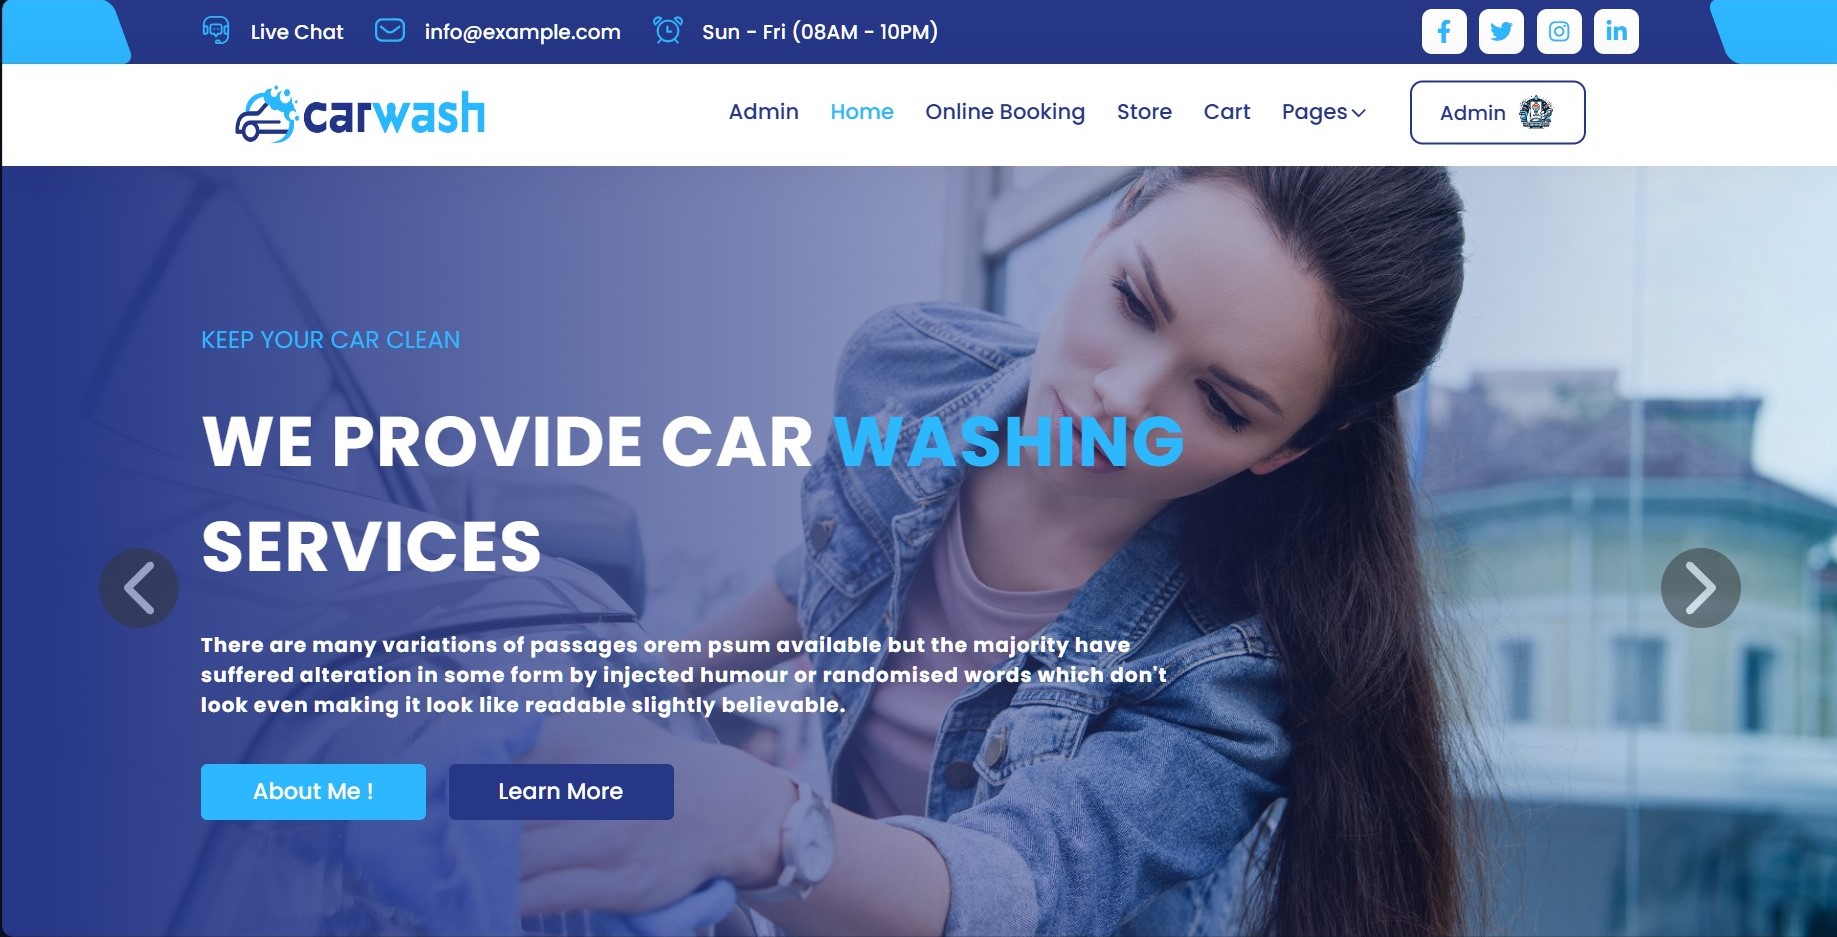 Live Chat info@example.com Sun - Fri (08AM - 10PM)
carwash
Admin Home Online Booking Store Cart Pages Admin
KEEP YOUR CAR CLEAN
WE PROVIDE CAR WASHING
SERVICES
There are many variations of passages orem psum available but the majority have
suffered alteration in some form by injected humour or randomised words which don't
look even making it look like readable slightly believable.
About Me ! Learn More